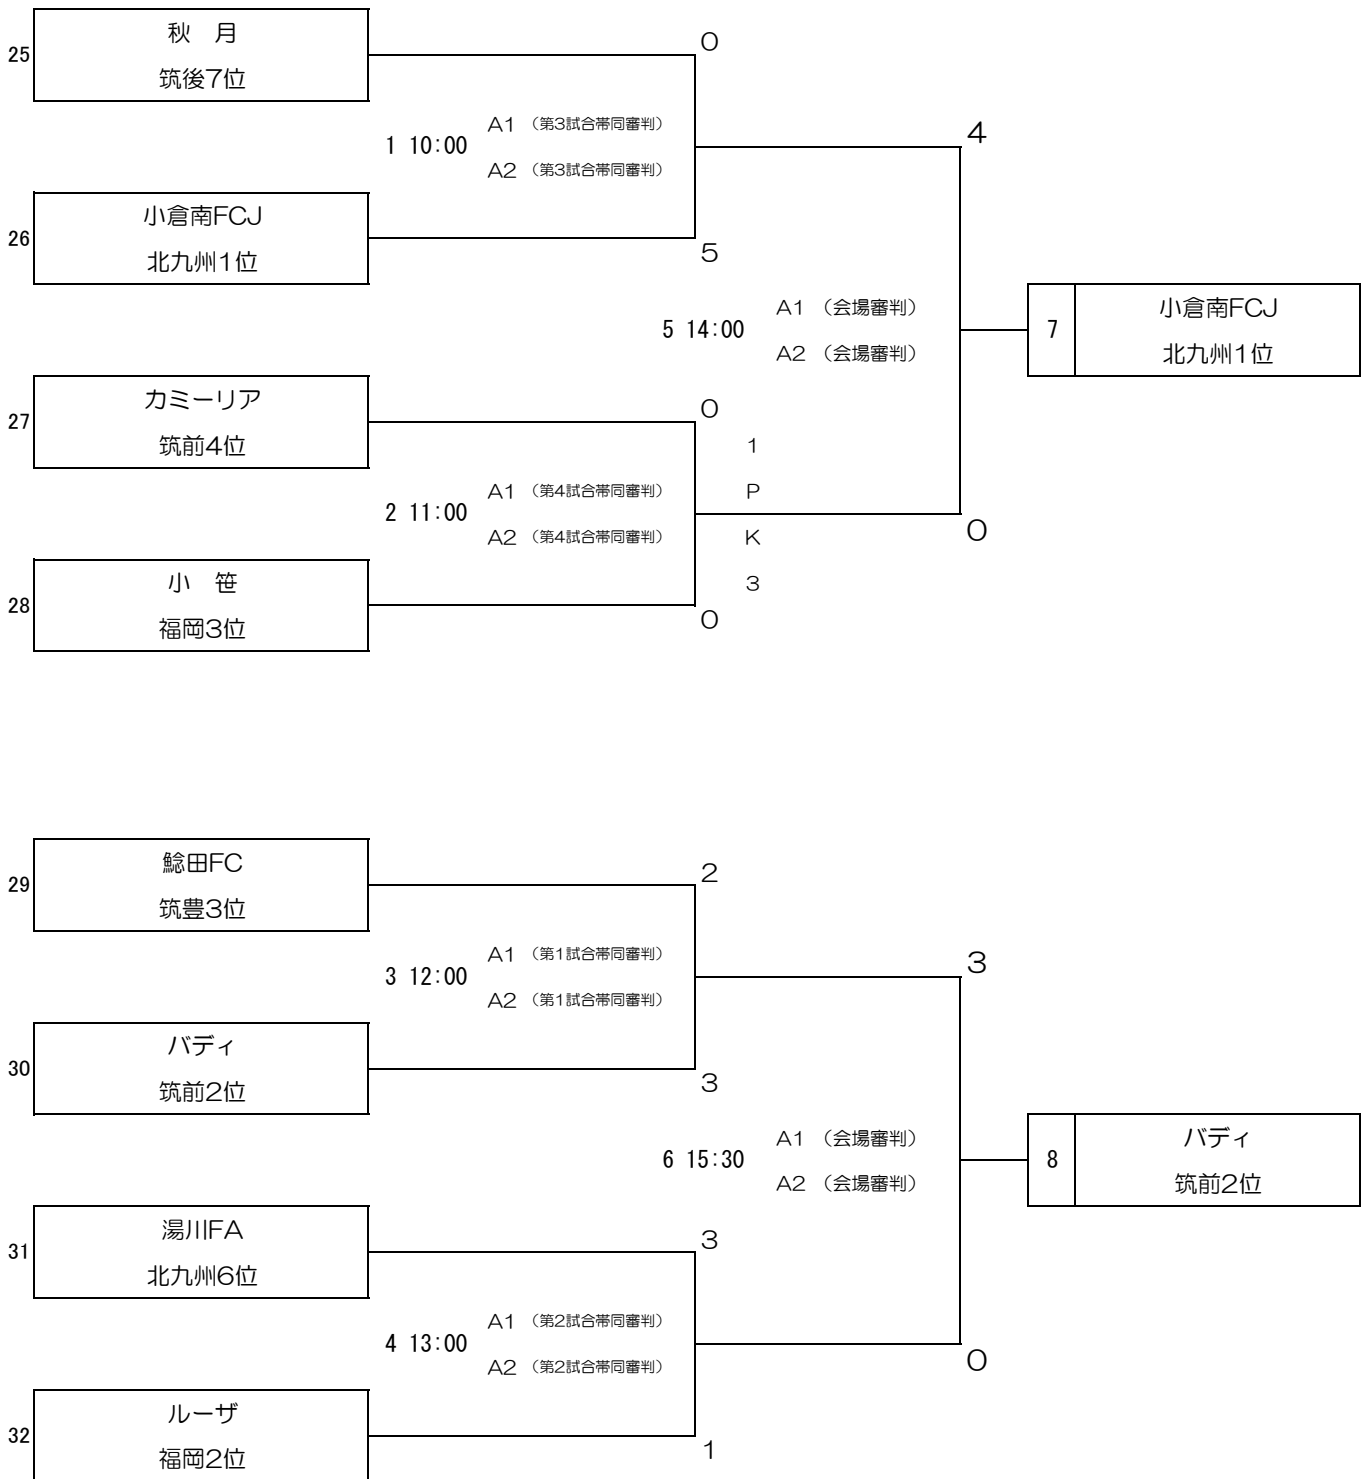 秋　月
0
25
筑後7位
A1 （第3試合帯同審判）
4
1 10:00
A2 （第3試合帯同審判）
小倉南FCJ
26
5
北九州1位
A1 （会場審判）
小倉南FCJ
5 14:00
7
A2 （会場審判）
北九州1位
カミーリア
0
27
筑前4位
1
A1 （第4試合帯同審判）
P
2 11:00
A2 （第4試合帯同審判）
K
0
小　笹
3
28
0
福岡3位
鯰田FC
2
29
筑豊3位
A1 （第1試合帯同審判）
3
3 12:00
A2 （第1試合帯同審判）
バディ
30
3
筑前2位
A1 （会場審判）
バディ
6 15:30
8
A2 （会場審判）
筑前2位
湯川FA
3
31
北九州6位
A1 （第2試合帯同審判）
4 13:00
A2 （第2試合帯同審判）
0
ルーザ
32
1
福岡2位